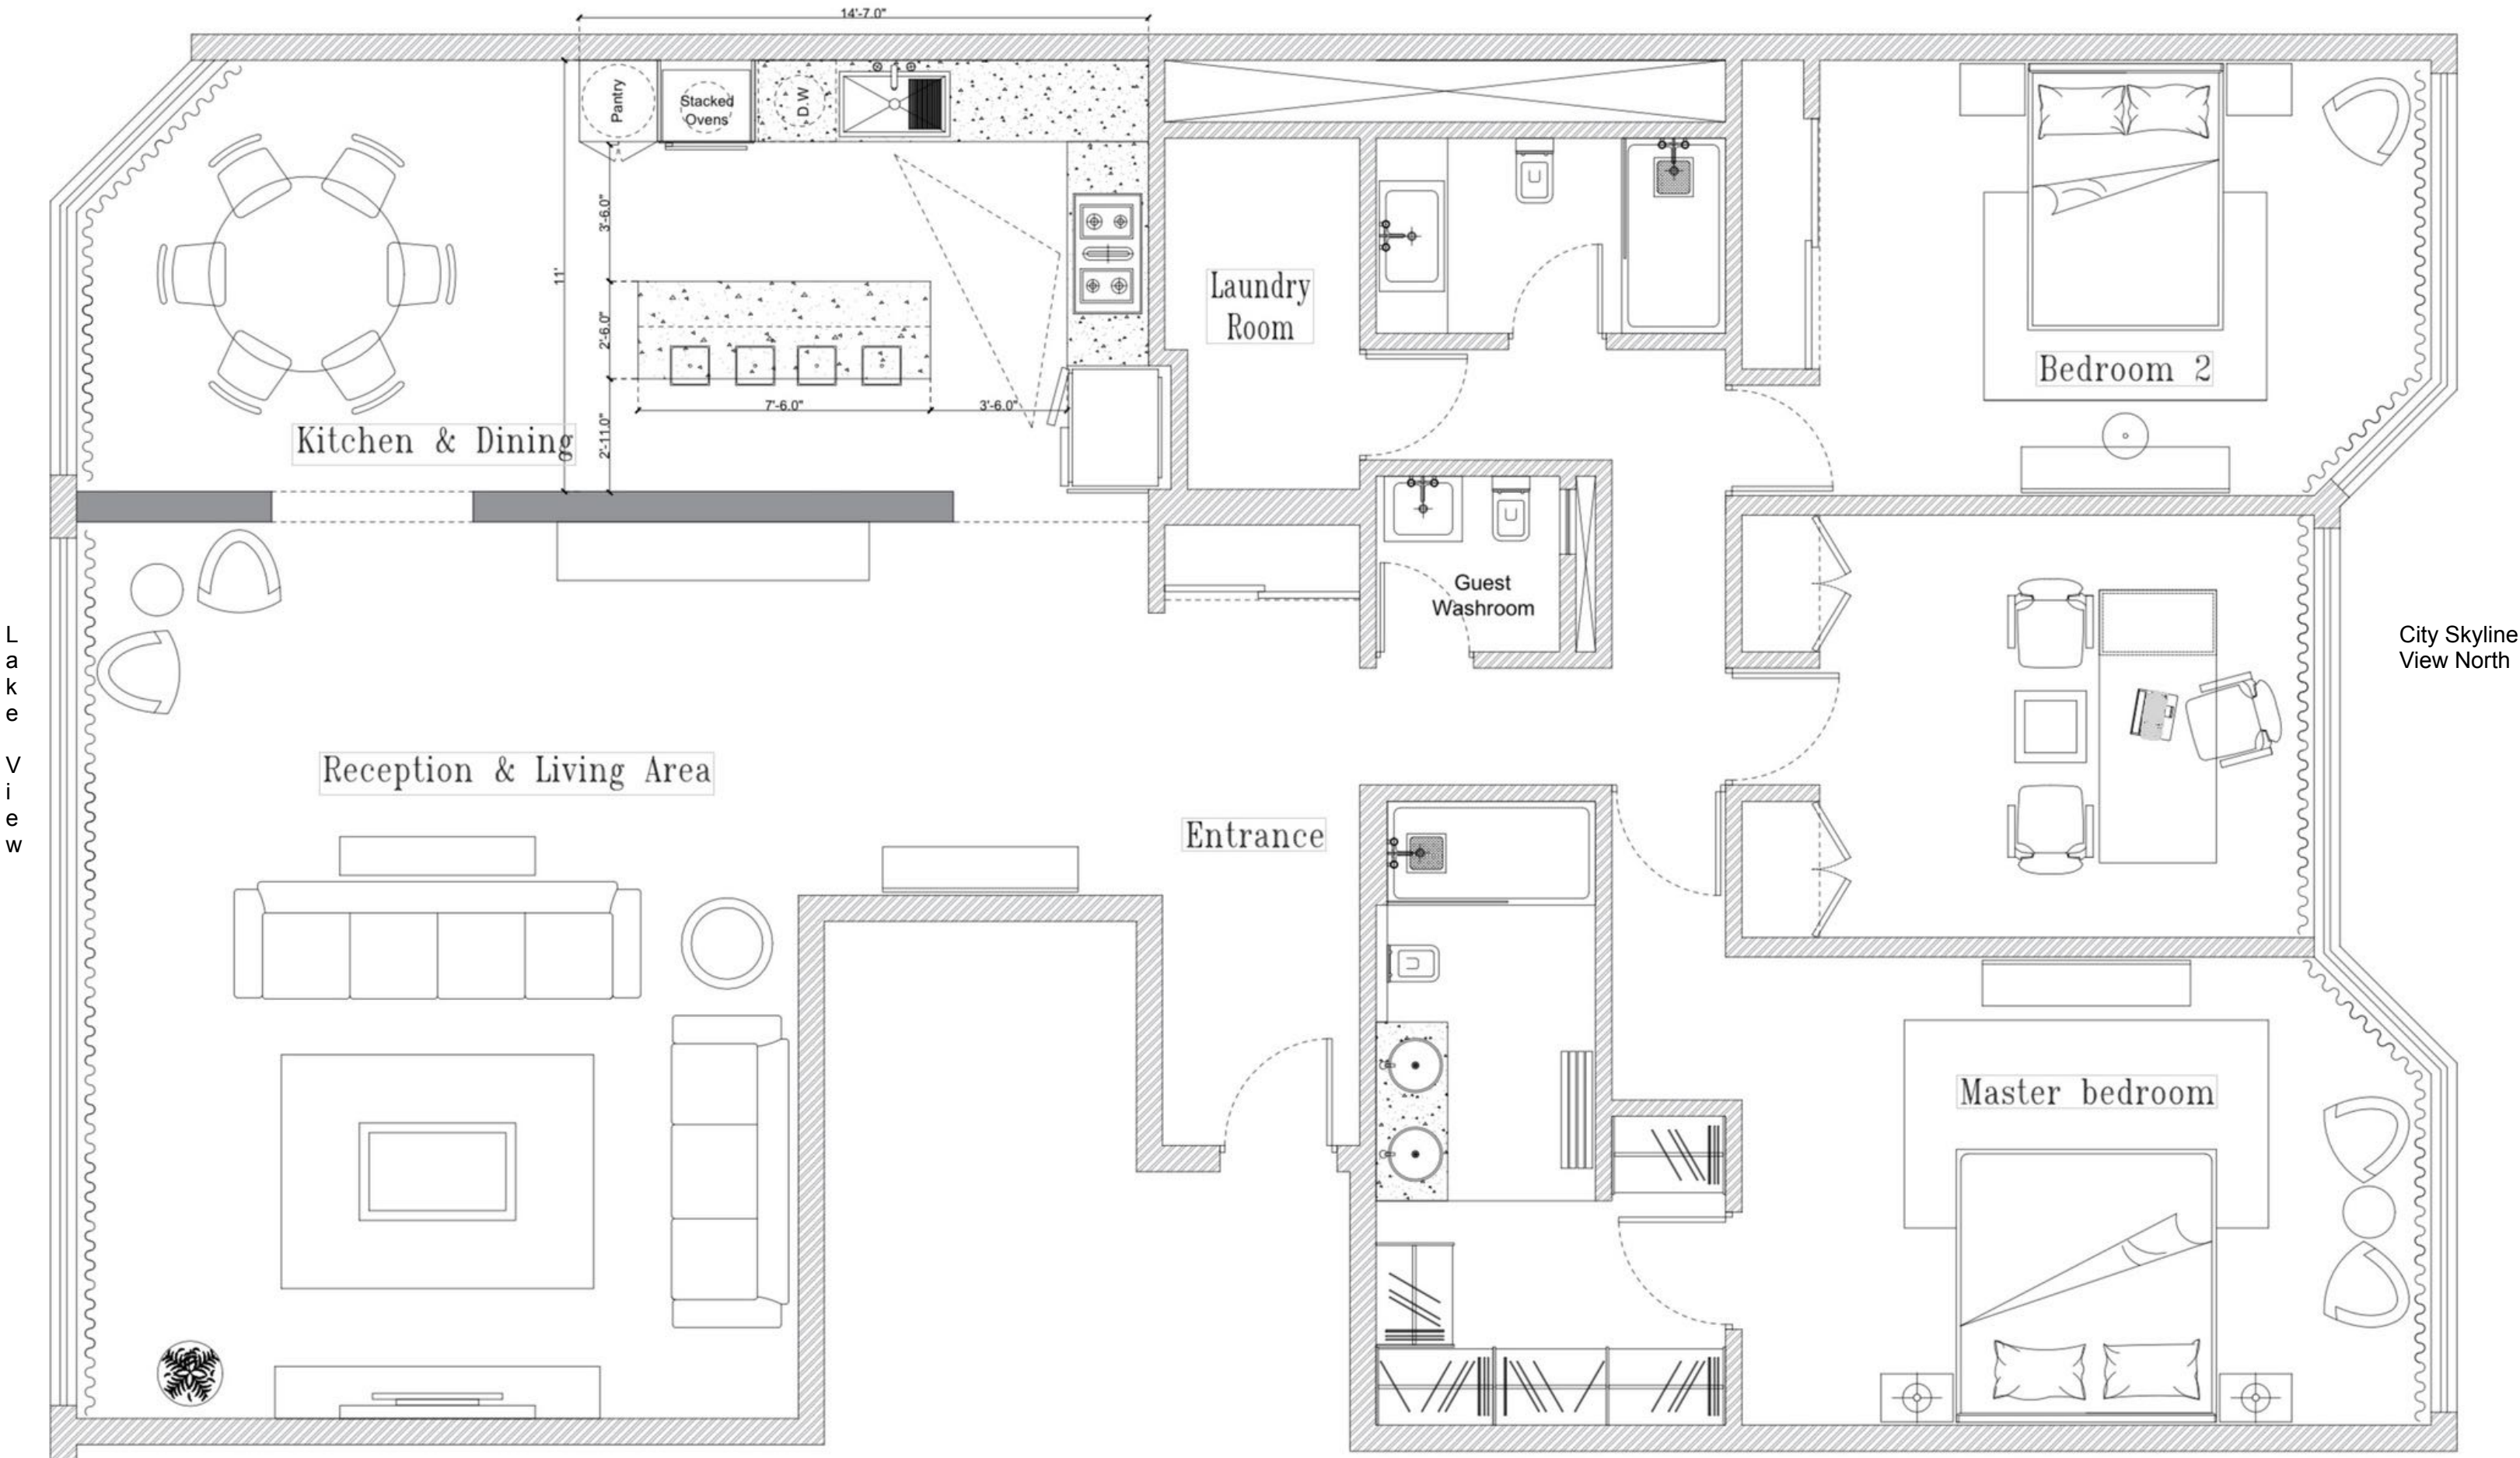 14'-7.0"
Pantry
Stacked
Ovens
D.W
3'-6.0"
11'
2'-6.0"
7'-6.0"
3'-6.0"
2'-11.0"
Kitchen & Dining
Laundry
Room
Bedroom 2
Guest
Washroom
Lake View
City Skyline
View North
Reception & Living Area
Entrance
Master bedroom